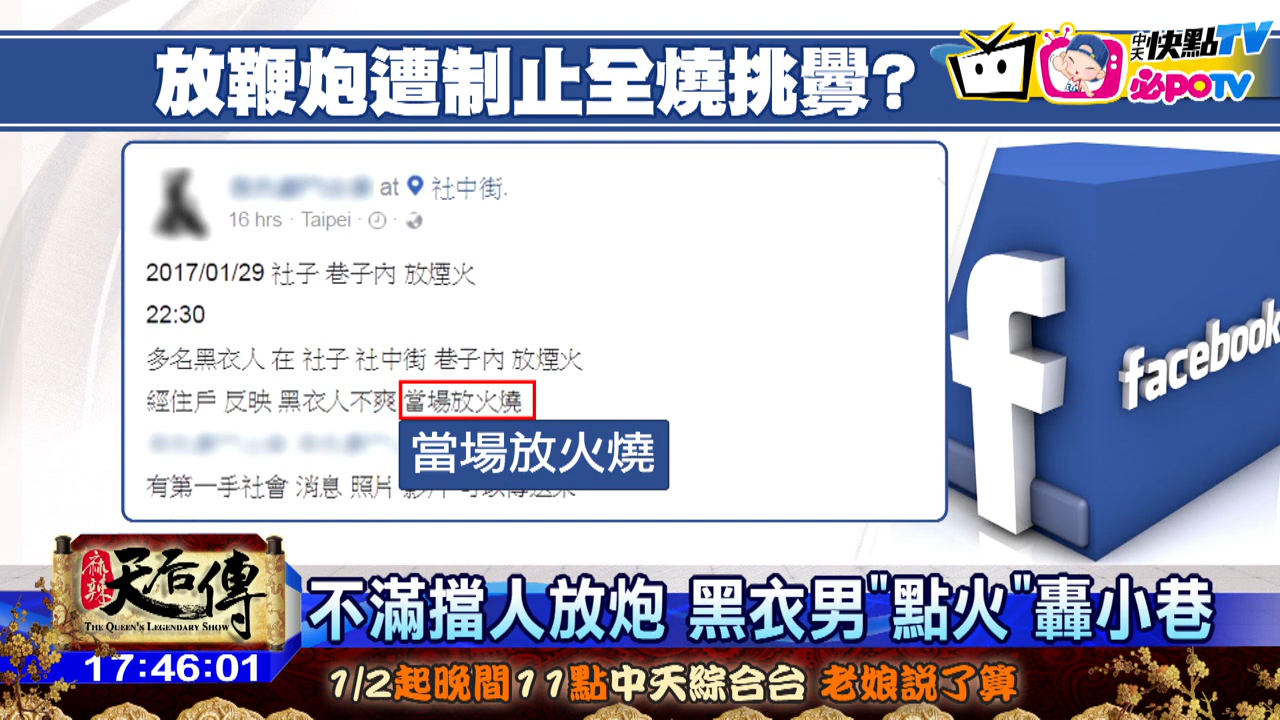 放鞭炮遭制止全燒挑釁?
中天快點TV
必POTV
at 社中街.
16 hrs · Taipei
2017/01/29 社子 巷子內 放煙火
22:30
多名黑衣人 在 社子 社中街 巷子內 放煙火
經住戶 反映 黑衣人不爽 當場放火燒
當場放火燒
有第一手社會 消息 照片
f
facebook
麻辣天后傳
THE QUEEN'S LEGENDARY SHOW
不滿擋人放炮 黑衣男"點火"轟小巷
17:46:01
1/2起晚間11點中天綜合台 老娘說了算